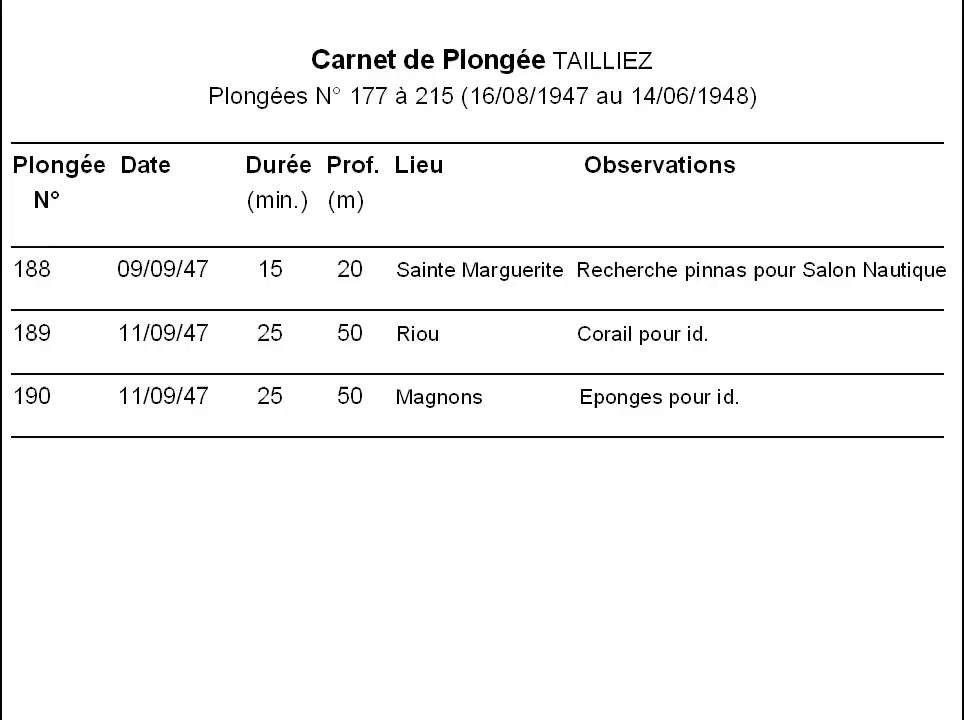 Carnet de Plongée TAILLIEZ
Plongées N° 177 à 215 (16/08/1947 au 14/06/1948)
Plongée Date Durée Prof. Lieu Observations
N° (min.) (m)
188 09/09/47 15 20 Sainte Marguerite Recherche pinnas pour Salon Nautique
189 11/09/47 25 50 Riou Corail pour id.
190 11/09/47 25 50 Magnons Eponges pour id.